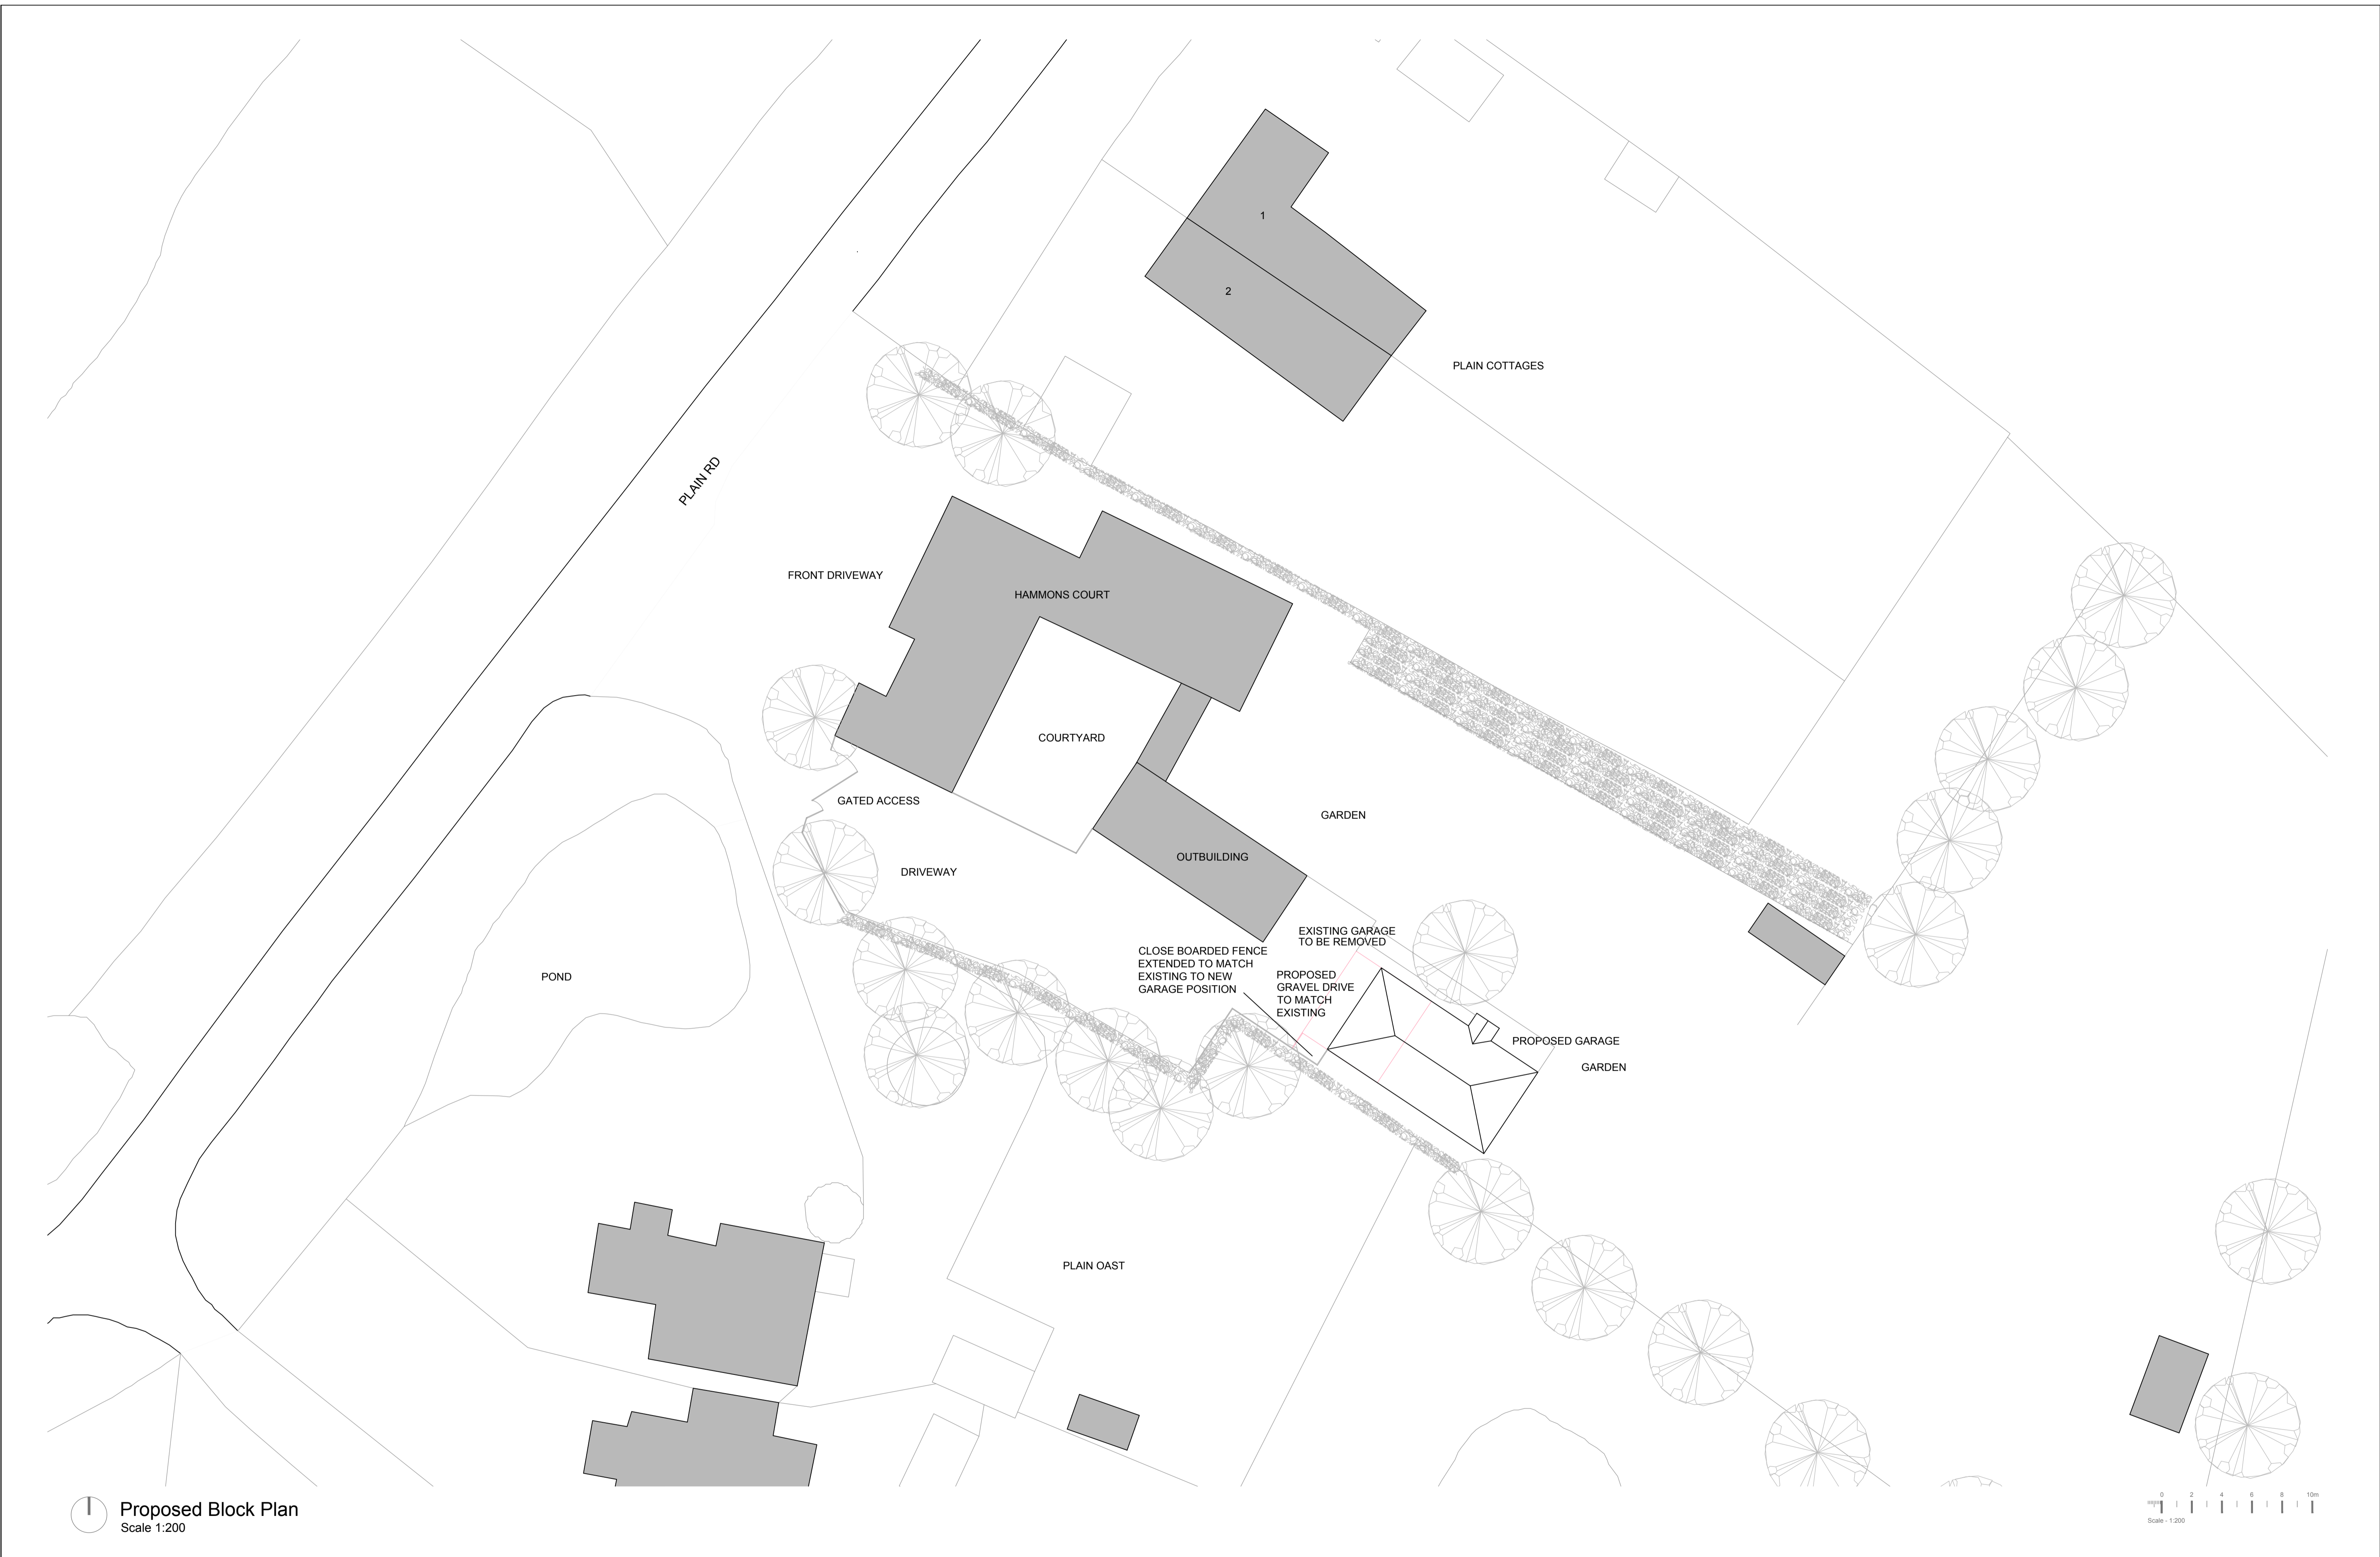 1
2
PLAIN COTTAGES
PLAIN RD
FRONT DRIVEWAY
HAMMONS COURT
COURTYARD
GATED ACCESS
GARDEN
OUTBUILDING
DRIVEWAY
EXISTING GARAGE
TO BE REMOVED
CLOSE BOARDED FENCE
EXTENDED TO MATCH
EXISTING TO NEW
GARAGE POSITION
PROPOSED
GRAVEL DRIVE
TO MATCH
EXISTING
POND
PROPOSED GARAGE
GARDEN
PLAIN OAST
Proposed Block Plan
Scale 1:200
0 2 4 6 8 10m
Scale - 1:200